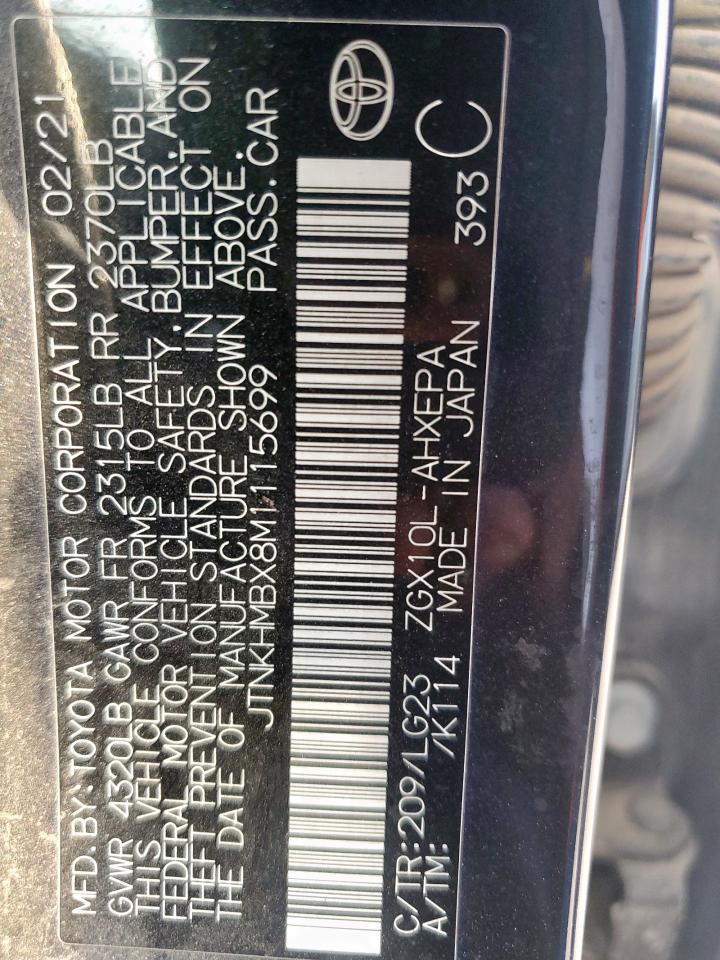 MFD.BY:TOYOTA MOTOR CORPORATION 02/21
GVWR 4320LB GAWR FR 2315LB RR 2370LB
THIS VEHICLE CONFORMS TO ALL APPLICABLE
FEDERAL MOTOR VEHICLE SAFETY,BUMPER,AND
THEFT PREVENTION STANDARDS IN EFFECT ON
THE DATE OF MANUFACTURE SHOWN ABOVE.
JTNKHMBX8M1115699 PASS.CAR
C/TR:209/LG23 ZGX10L-AHXEPA 393 C
A/TM: /K114 MADE IN JAPAN